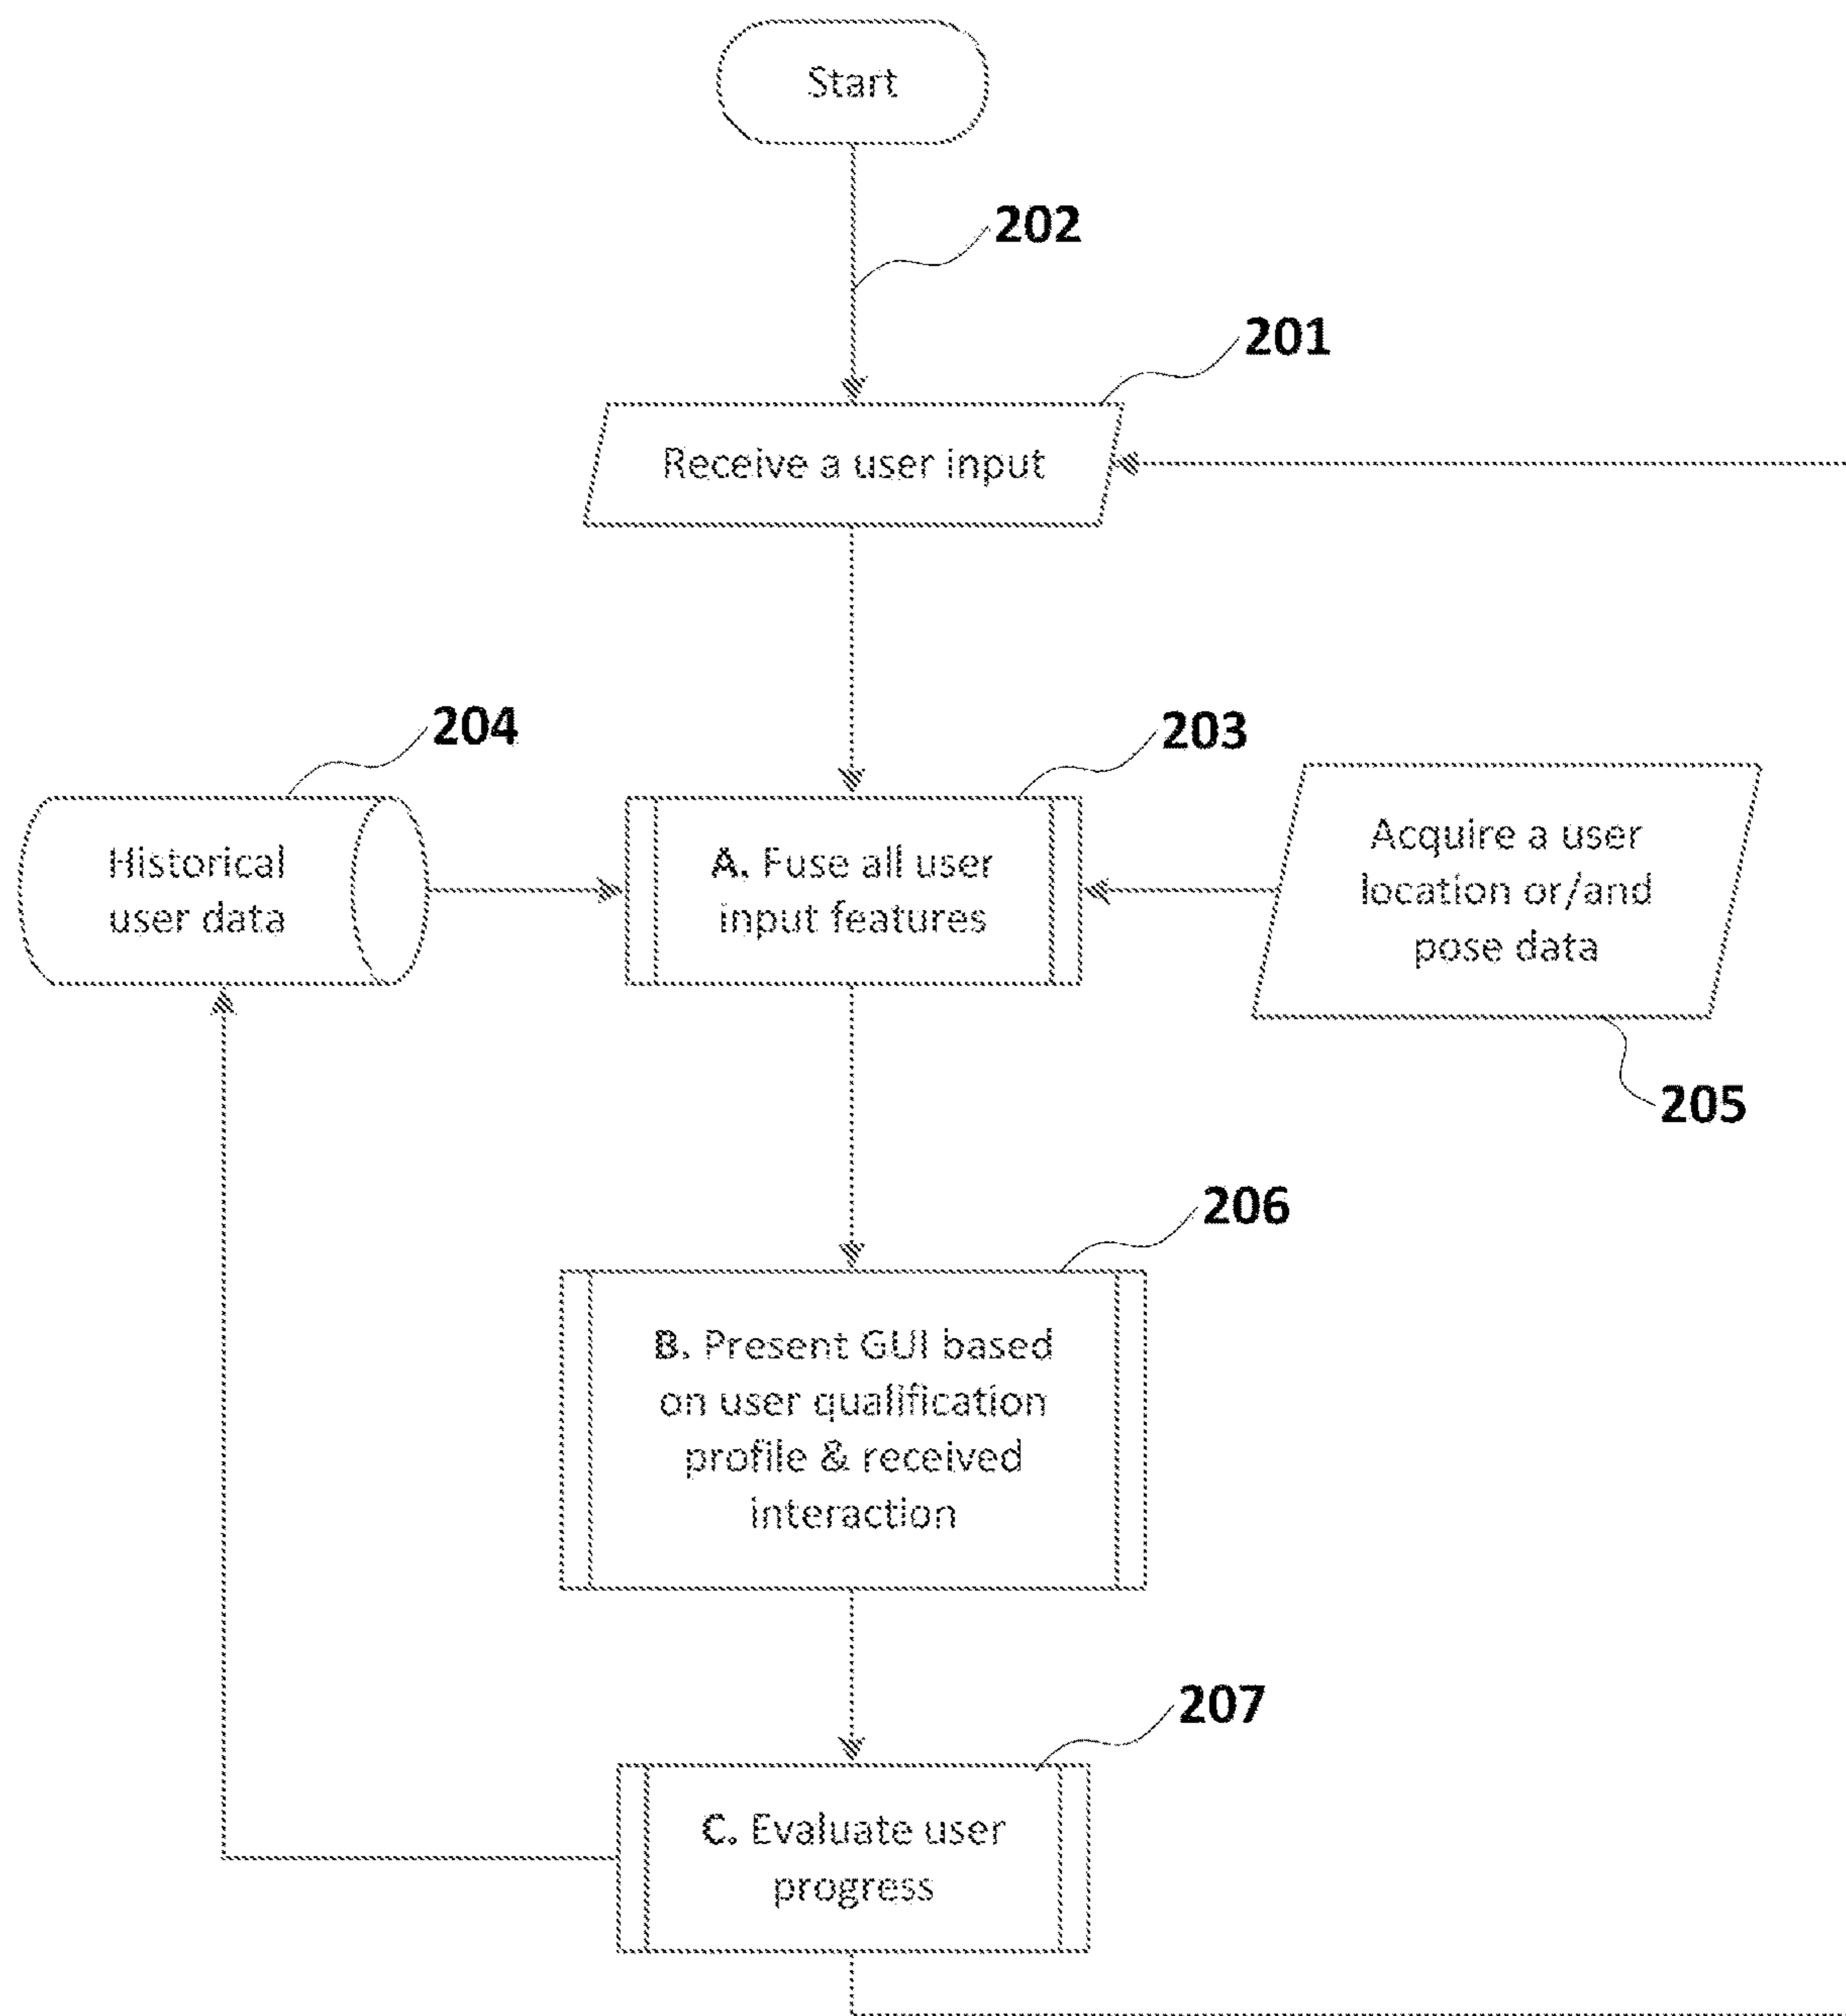 Start
202
201
Receive a user input
204
203
Historical
user data
A. Fuse all user
input features
Acquire a user
location or/and
pose data
205
206
B. Present GUI based
on user qualification
profile & received
interaction
207
C. Evaluate user
progress